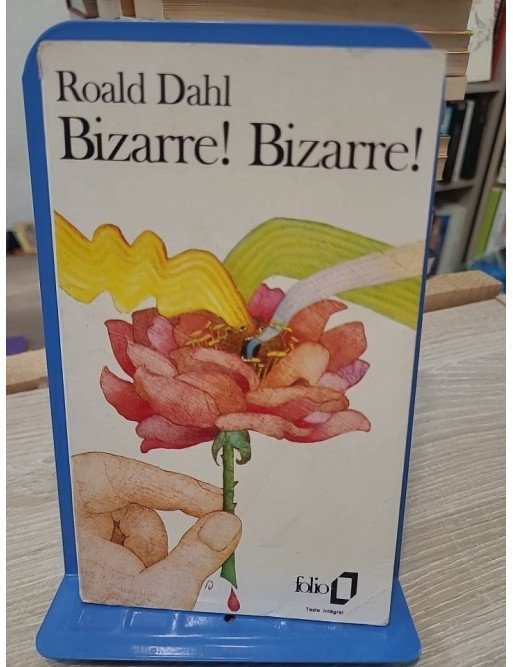 Roald Dahl
Bizarre! Bizarre!
folio
Texte intégral